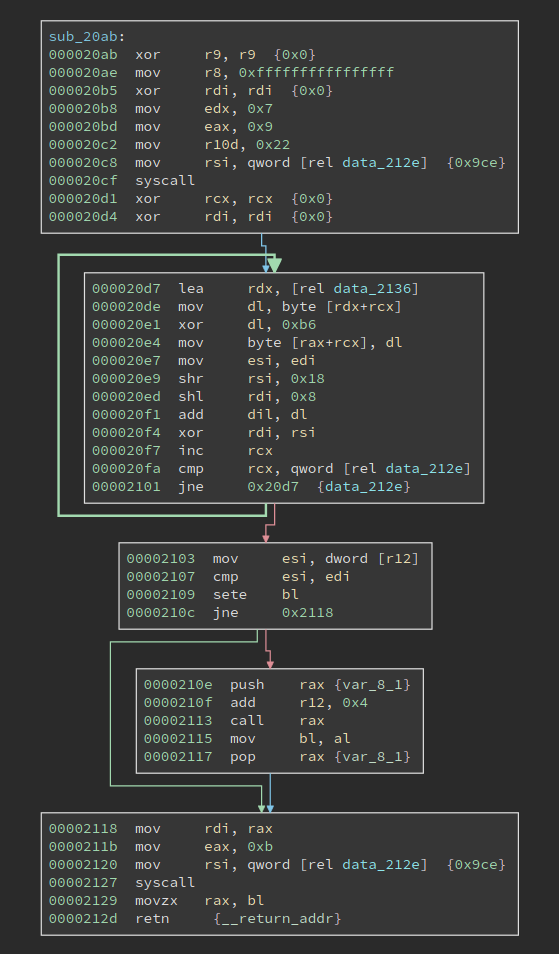 sub_20ab:
000020ab  xor     r9, r9  {0x0}
000020ae  mov     r8, 0xffffffffffffffff
000020b5  xor     rdi, rdi  {0x0}
000020b8  mov     edx, 0x7
000020bd  mov     eax, 0x9
000020c2  mov     r10d, 0x22
000020c8  mov     rsi, qword [rel data_212e]  {0x9ce}
000020cf  syscall
000020d1  xor     rcx, rcx  {0x0}
000020d4  xor     rdi, rdi  {0x0}
000020d7  lea     rdx, [rel data_2136]
000020de  mov     dl, byte [rdx+rcx]
000020e1  xor     dl, 0xb6
000020e4  mov     byte [rax+rcx], dl
000020e7  mov     esi, edi
000020e9  shr     rsi, 0x18
000020ed  shl     rdi, 0x8
000020f1  add     dil, dl
000020f4  xor     rdi, rsi
000020f7  inc     rcx
000020fa  cmp     rcx, qword [rel data_212e]
00002101  jne     0x20d7  {data_212e}
00002103  mov     esi, dword [r12]
00002107  cmp     esi, edi
00002109  sete    bl
0000210c  jne     0x2118
0000210e  push    rax {var_8_1}
0000210f  add     r12, 0x4
00002113  call    rax
00002115  mov     bl, al
00002117  pop     rax {var_8_1}
00002118  mov     rdi, rax
0000211b  mov     eax, 0xb
00002120  mov     rsi, qword [rel data_212e]  {0x9ce}
00002127  syscall
00002129  movzx   rax, bl
0000212d  retn     {__return_addr}